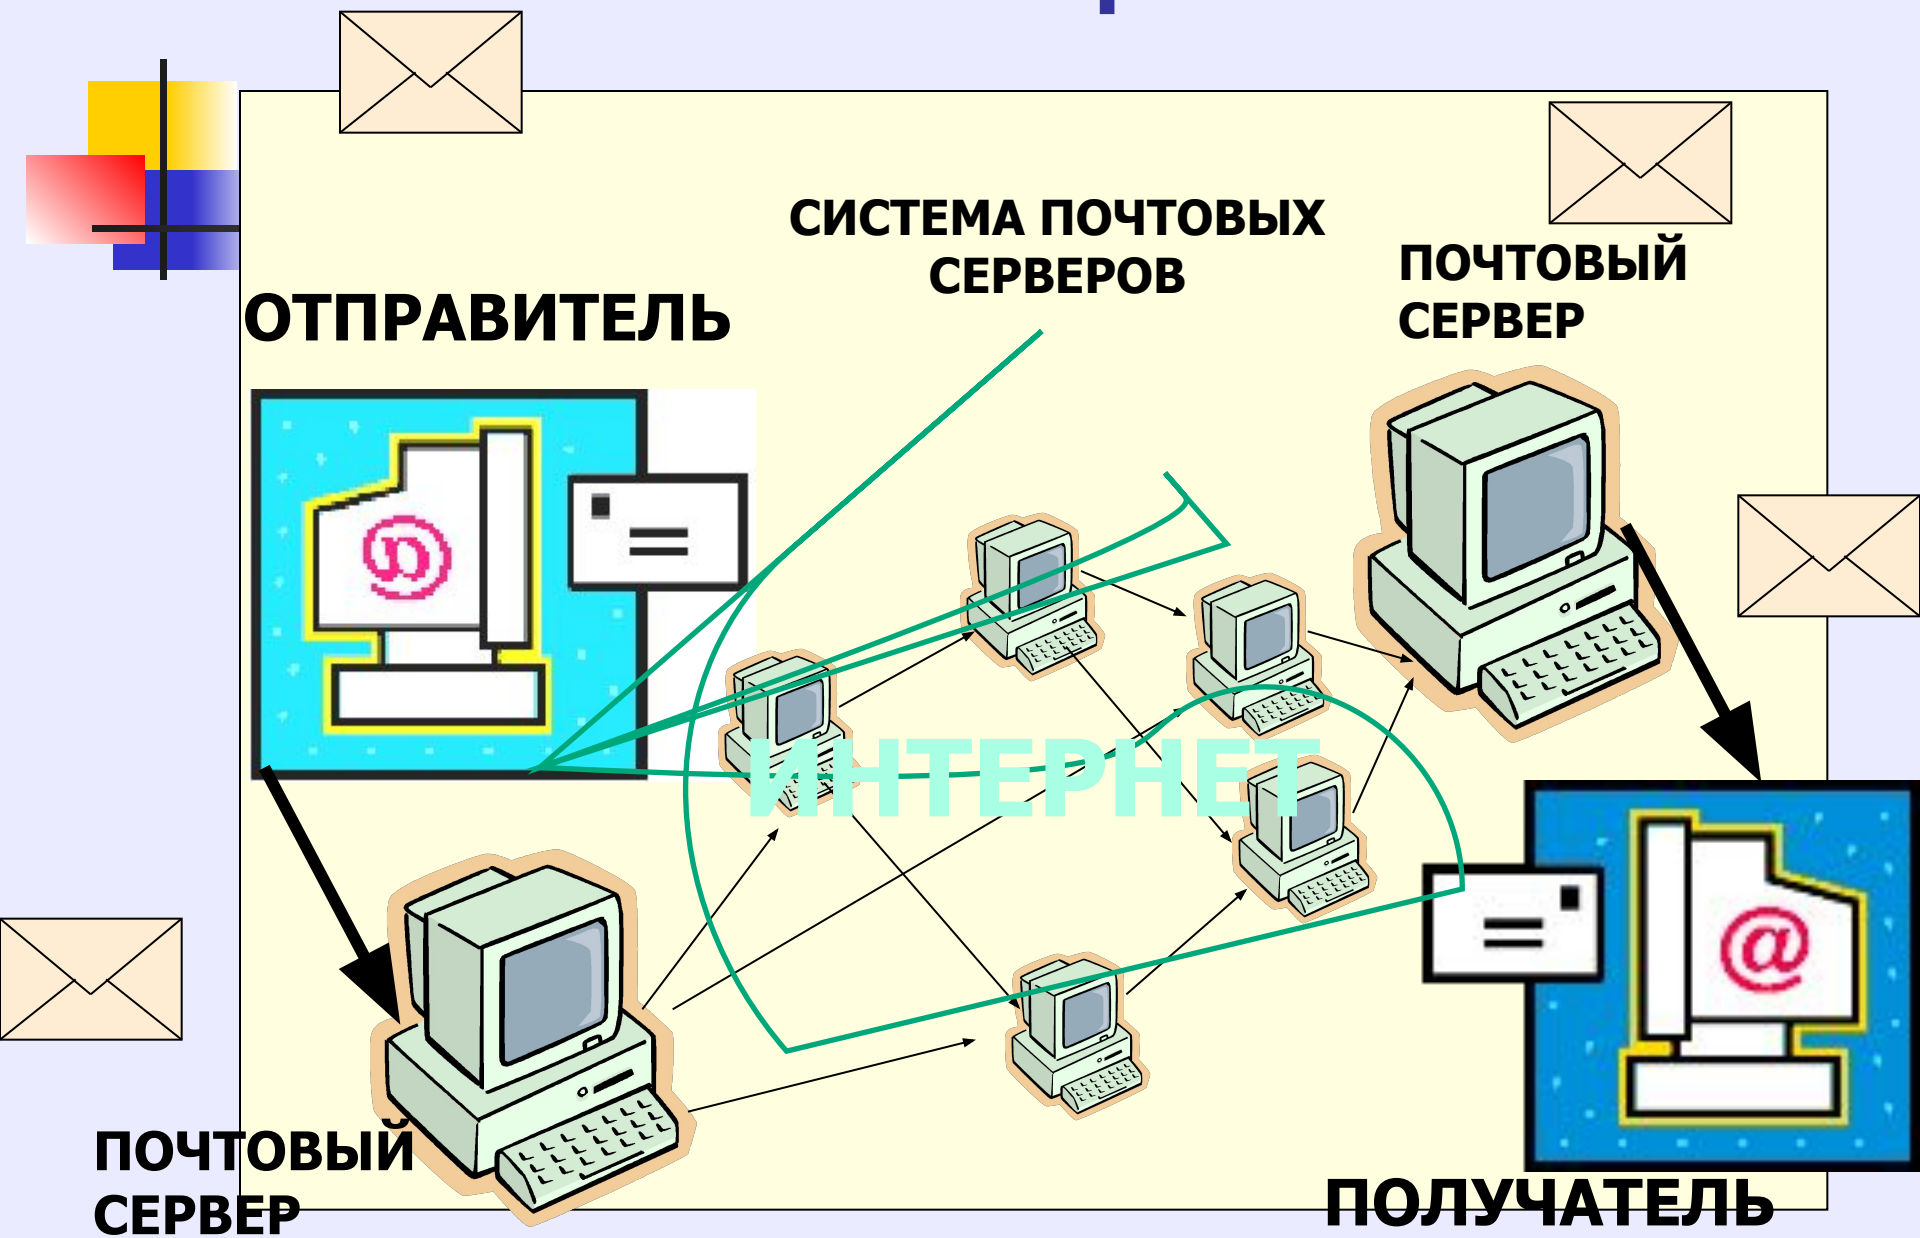 СИСТЕМА ПОЧТОВЫХ
СЕРВЕРОВ
ПОЧТОВЫЙ
СЕРВЕР
ОТПРАВИТЕЛЬ
@
ИНТЕРНЕТ
@
ПОЧТОВЫЙ
СЕРВЕР
ПОЛУЧАТЕЛЬ